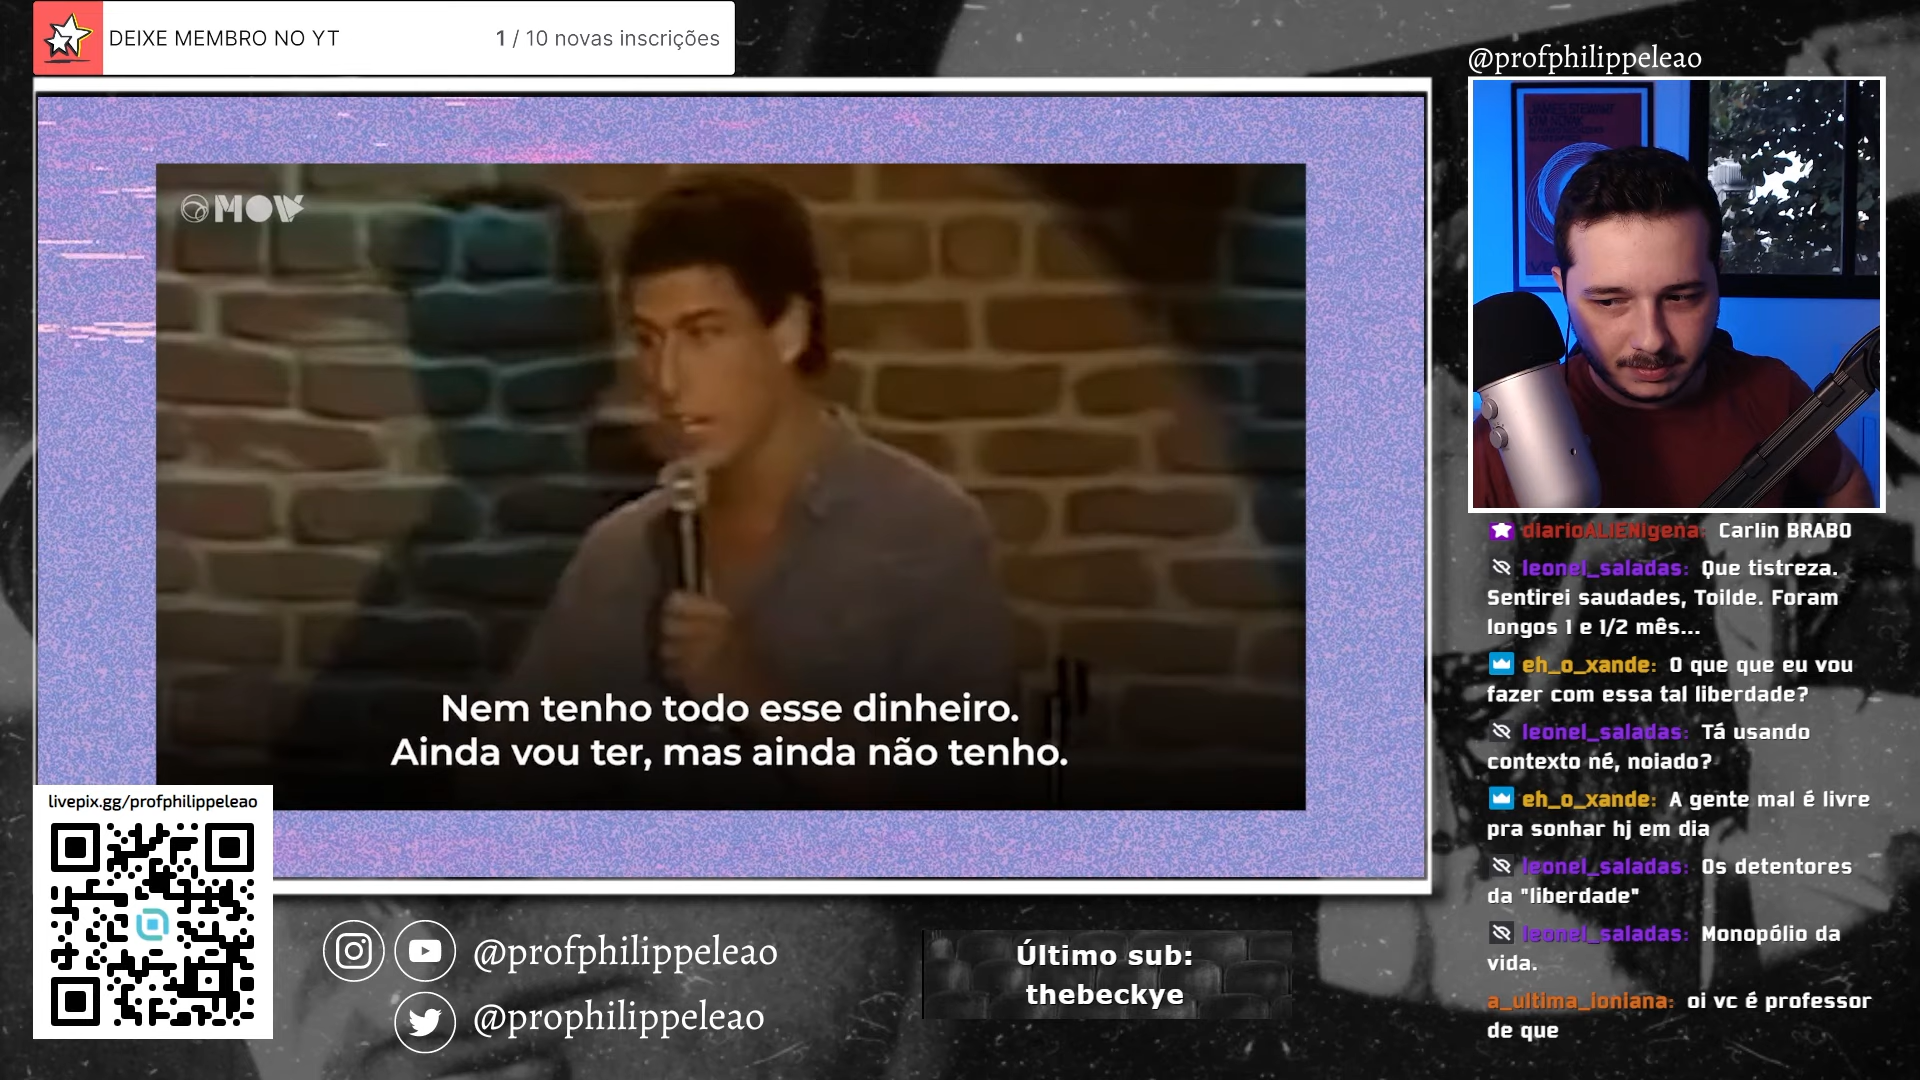 DEIXE MEMBRO NO YT
1 / 10 novas inscrições
@profphilippeleao
MOV
Nem tenho todo esse dinheiro.
Ainda vou ter, mas ainda não tenho.
livepix.gg/profphilippeleao
@profphilippeleao
@prophilippeleao
Último sub:
thebeckye
JAMES STEWART
diarioALIENigena: Carlin BRABO
leonel_saladas: Que tistreza.
Sentirei saudades, Toilde. Foram
longos 1 e 1/2 mês...
eh_o_xande: O que que eu vou
fazer com essa tal liberdade?
leonel_saladas: Tá usando
contexto né, noiado?
eh_o_xande: A gente mal é livre
pra sonhar hj em dia
leonel_saladas: Os detentores
da "liberdade"
leonel_saladas: Monopólio da
vida.
a_ultima_ioniana: oi vc é professor
de que